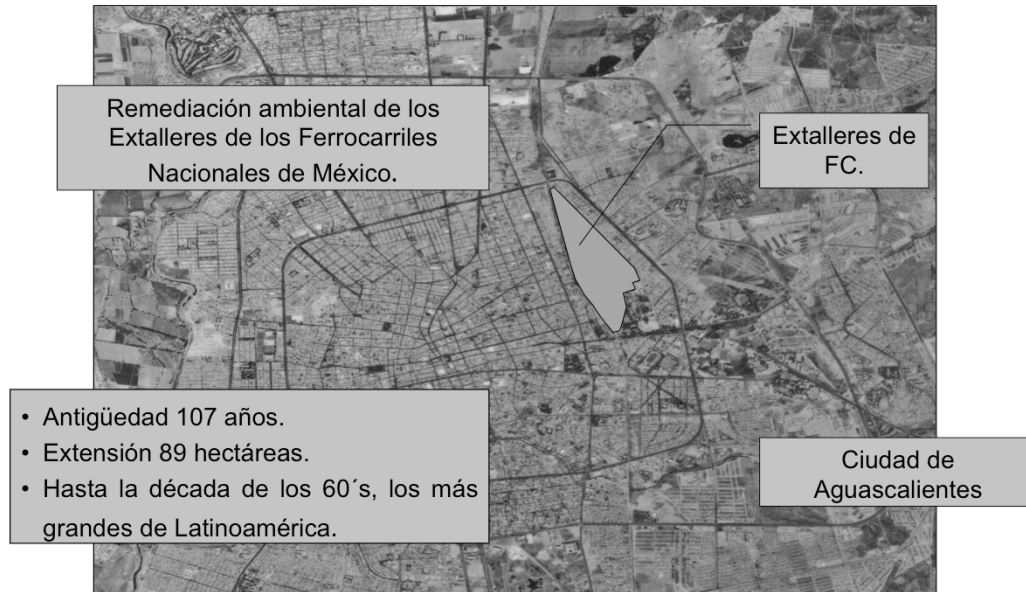 Remediación ambiental de los
Extalleres de los Ferrocarriles
Nacionales de México.
Extalleres de
FC.
• Antigüedad 107 años.
• Extensión 89 hectáreas.
• Hasta la década de los 60´s, los más
grandes de Latinoamérica.
Ciudad de
Aguascalientes